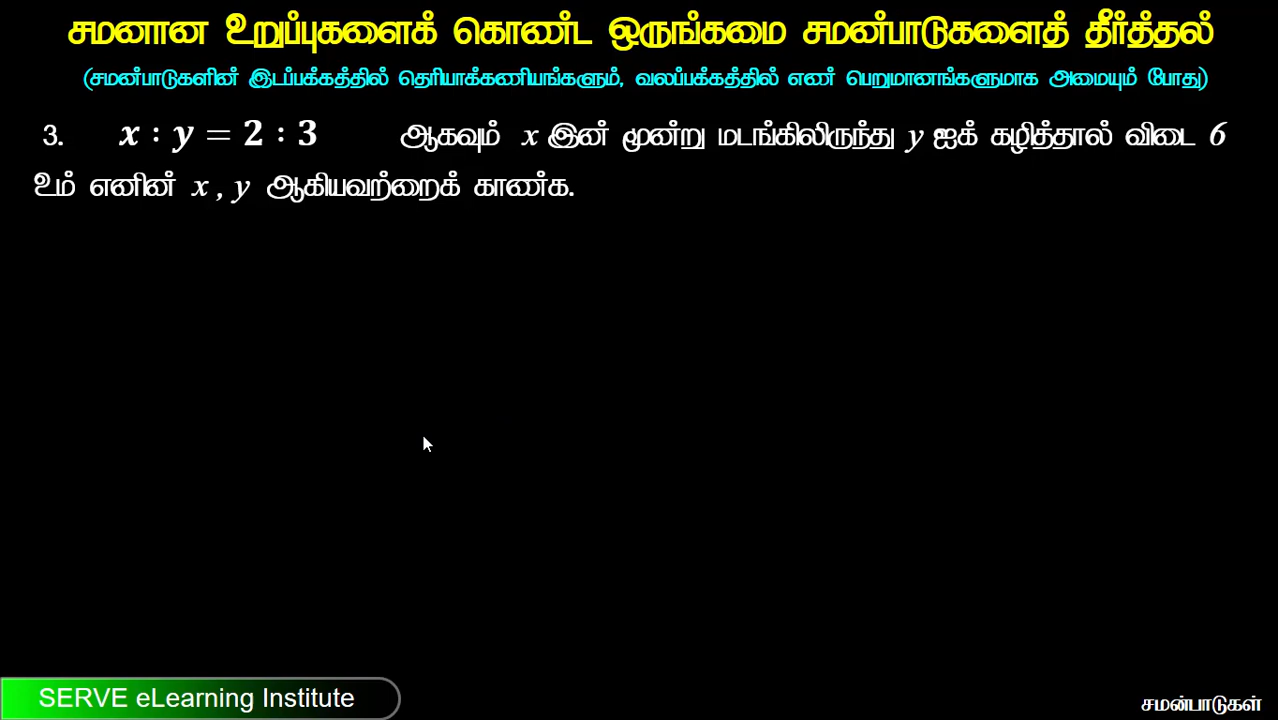 சமனான உறுப்புகளைக் கொண்ட ஒருங்கமை சமன்பாடுகளைத் தீர்த்தல்
(சமன்பாடுகளின் இடப்பக்கத்தில் தெரியாக்கணியங்களும், வலப்பக்கத்தில் எண் பெறுமானங்களுமாக அமையும் போது)
3. x : y = 2 : 3 ஆகவும் x இன் மூன்று மடங்கிலிருந்து y ஐக் கழித்தால் விடை 6
உம் எனின் x , y ஆகியவற்றைக் காண்க.
SERVE eLearning Institute
சமன்பாடுகள்